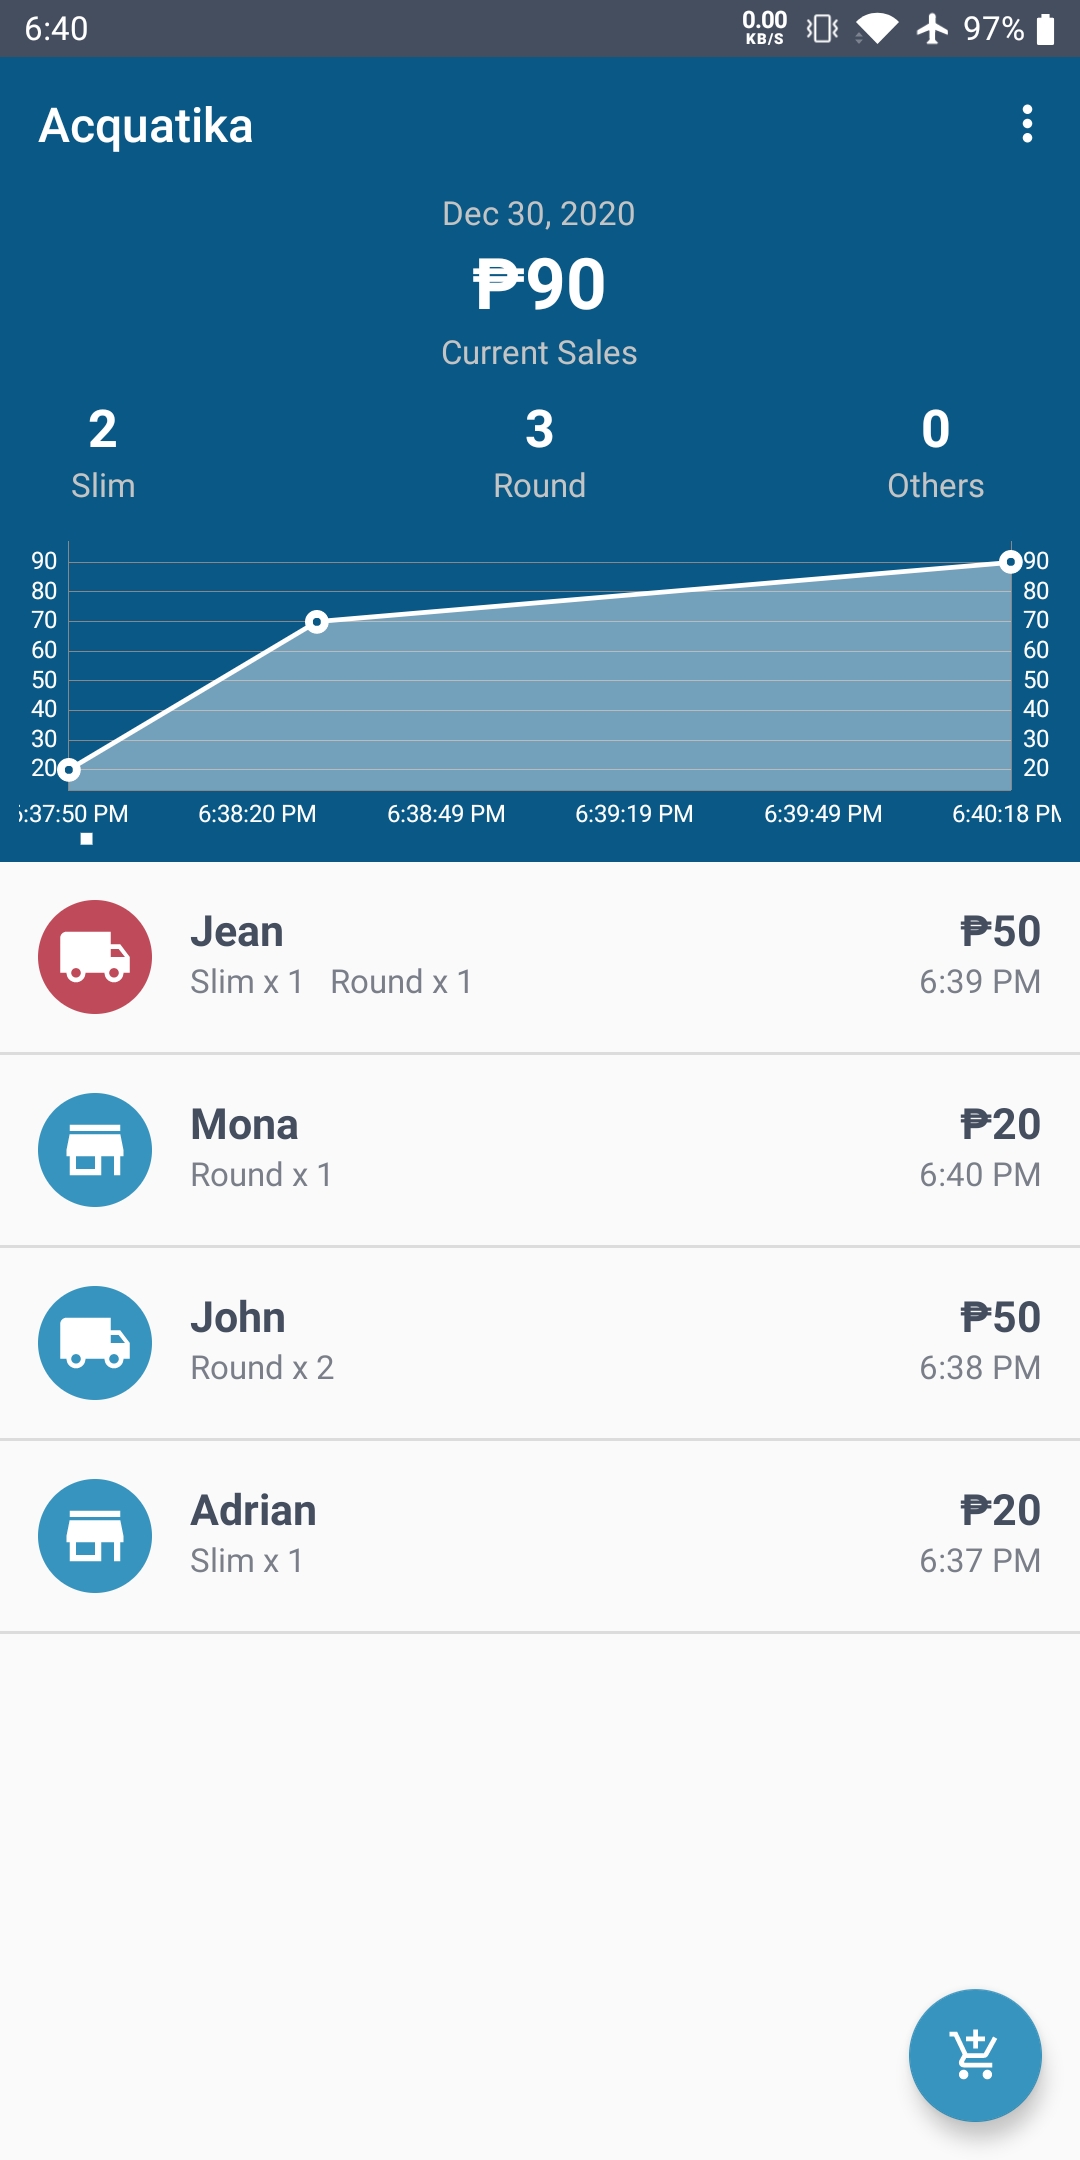 6:40 0.00 KB/S 97%
Acquatika
Dec 30, 2020
₱90
Current Sales
2 3 0
Slim Round Others
90 90
80 80
70 70
60 60
50 50
40 40
30 30
20 20
:37:50 PM 6:38:20 PM 6:38:49 PM 6:39:19 PM 6:39:49 PM 6:40:18 PM
Jean ₱50
Slim x 1 Round x 1 6:39 PM
Mona ₱20
Round x 1 6:40 PM
John ₱50
Round x 2 6:38 PM
Adrian ₱20
Slim x 1 6:37 PM